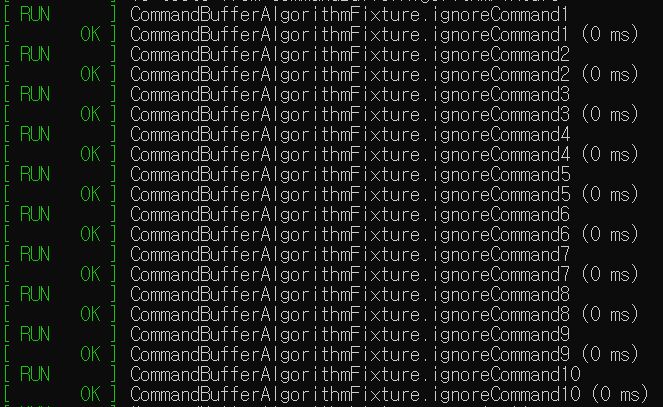 [ RUN      ] CommandBufferAlgorithmFixture.ignoreCommand1
[       OK ] CommandBufferAlgorithmFixture.ignoreCommand1 (0 ms)
[ RUN      ] CommandBufferAlgorithmFixture.ignoreCommand2
[       OK ] CommandBufferAlgorithmFixture.ignoreCommand2 (0 ms)
[ RUN      ] CommandBufferAlgorithmFixture.ignoreCommand3
[       OK ] CommandBufferAlgorithmFixture.ignoreCommand3 (0 ms)
[ RUN      ] CommandBufferAlgorithmFixture.ignoreCommand4
[       OK ] CommandBufferAlgorithmFixture.ignoreCommand4 (0 ms)
[ RUN      ] CommandBufferAlgorithmFixture.ignoreCommand5
[       OK ] CommandBufferAlgorithmFixture.ignoreCommand5 (0 ms)
[ RUN      ] CommandBufferAlgorithmFixture.ignoreCommand6
[       OK ] CommandBufferAlgorithmFixture.ignoreCommand6 (0 ms)
[ RUN      ] CommandBufferAlgorithmFixture.ignoreCommand7
[       OK ] CommandBufferAlgorithmFixture.ignoreCommand7 (0 ms)
[ RUN      ] CommandBufferAlgorithmFixture.ignoreCommand8
[       OK ] CommandBufferAlgorithmFixture.ignoreCommand8 (0 ms)
[ RUN      ] CommandBufferAlgorithmFixture.ignoreCommand9
[       OK ] CommandBufferAlgorithmFixture.ignoreCommand9 (0 ms)
[ RUN      ] CommandBufferAlgorithmFixture.ignoreCommand10
[       OK ] CommandBufferAlgorithmFixture.ignoreCommand10 (0 ms)